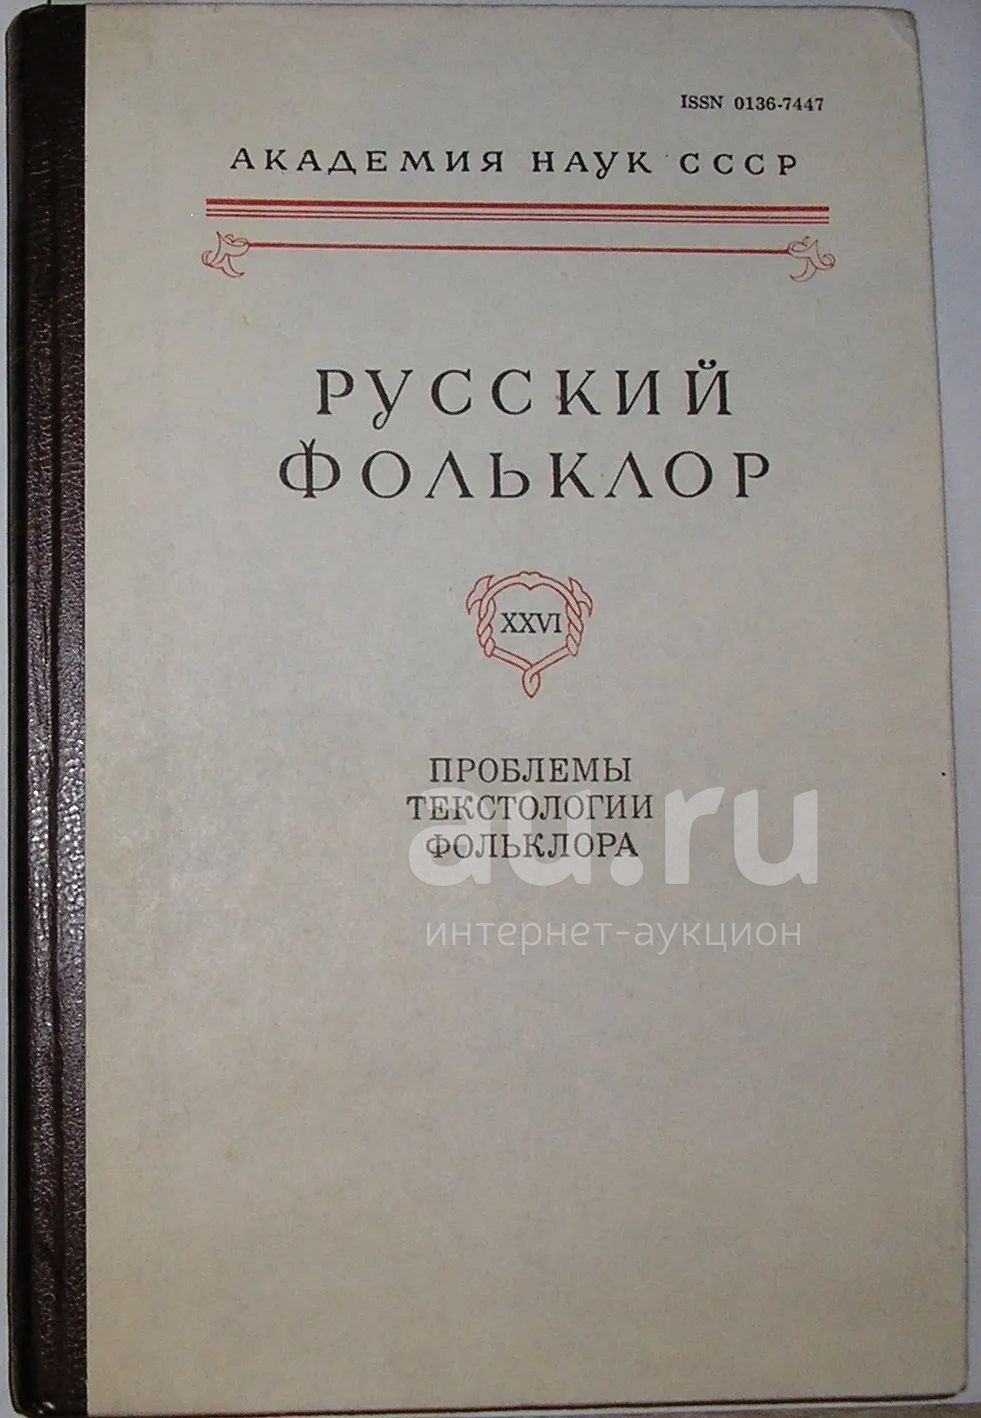 ISSN 0136-7447
АКАДЕМИЯ НАУК СССР
РУССКИЙ
ФОЛЬКЛОР
XXVI
ПРОБЛЕМЫ
ТЕКСТОЛОГИИ
ФОЛЬКЛОРА
au.ru
интернет-аукцион